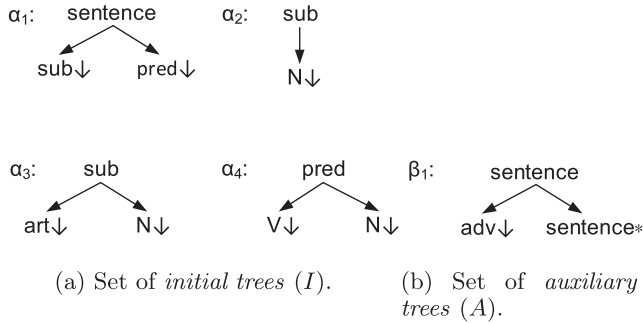 α₁: sentence α₂: sub
sub↓ pred↓ N↓
α₃: sub α₄: pred β₁: sentence
art↓ N↓ V↓ N↓ adv↓ sentence*
(a) Set of initial trees (I). (b) Set of auxiliary
trees (A).